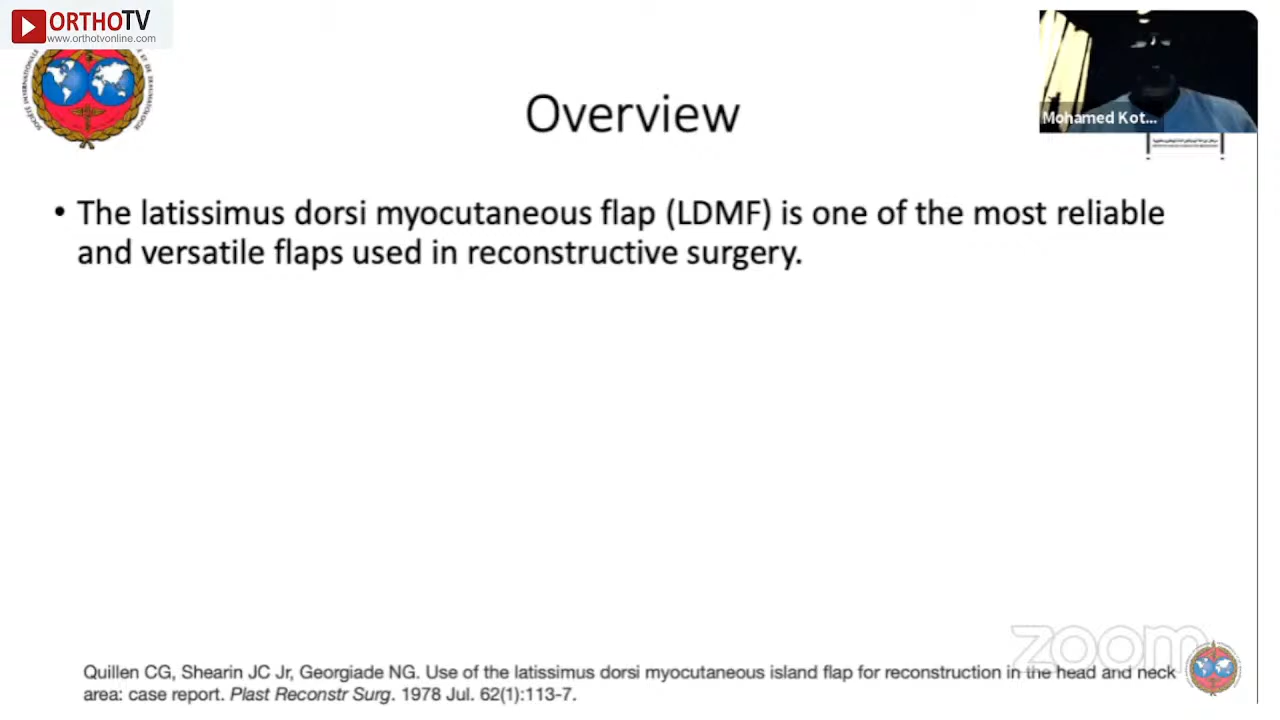 ORTHOTV
www.orthotvonline.com
Overview
Mohamed Kot...
• The latissimus dorsi myocutaneous flap (LDMF) is one of the most reliable
and versatile flaps used in reconstructive surgery.
zoom
Quillen CG, Shearin JC Jr, Georgiade NG. Use of the latissimus dorsi myocutaneous island flap for reconstruction in the head and neck
area: case report. Plast Reconstr Surg. 1978 Jul. 62(1):113-7.